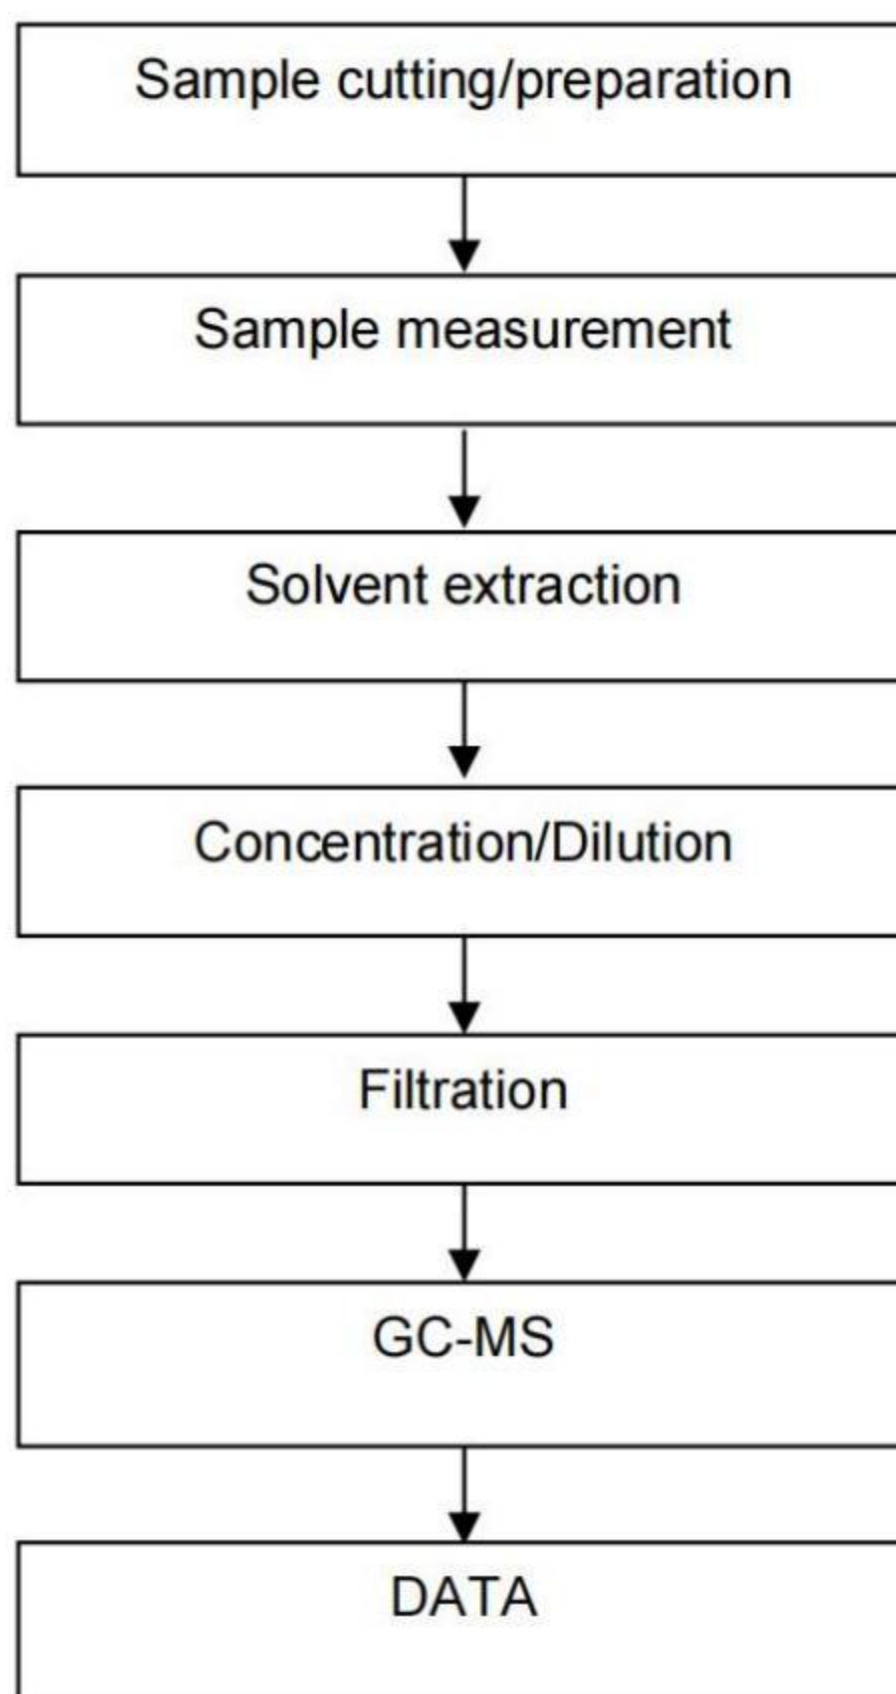 Sample cutting/preparation
Sample measurement
Solvent extraction
Concentration/Dilution
Filtration
GC-MS
DATA